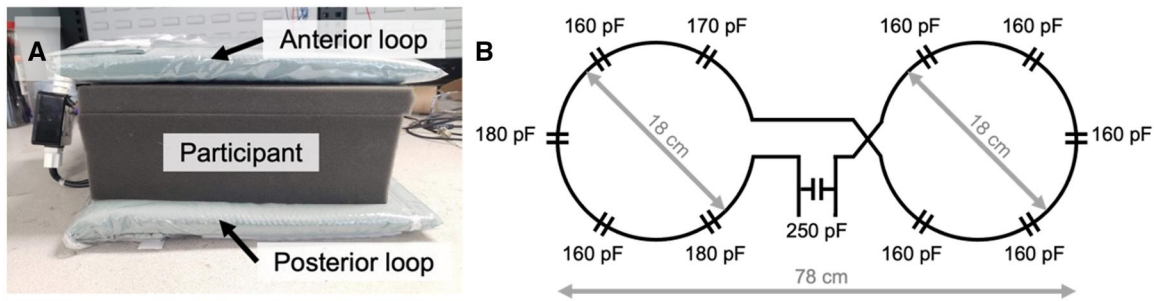 A
Anterior loop
Participant
Posterior loop
B
160 pF
170 pF
160 pF
160 pF
180 pF
18 cm
18 cm
160 pF
160 pF
180 pF
250 pF
160 pF
160 pF
78 cm